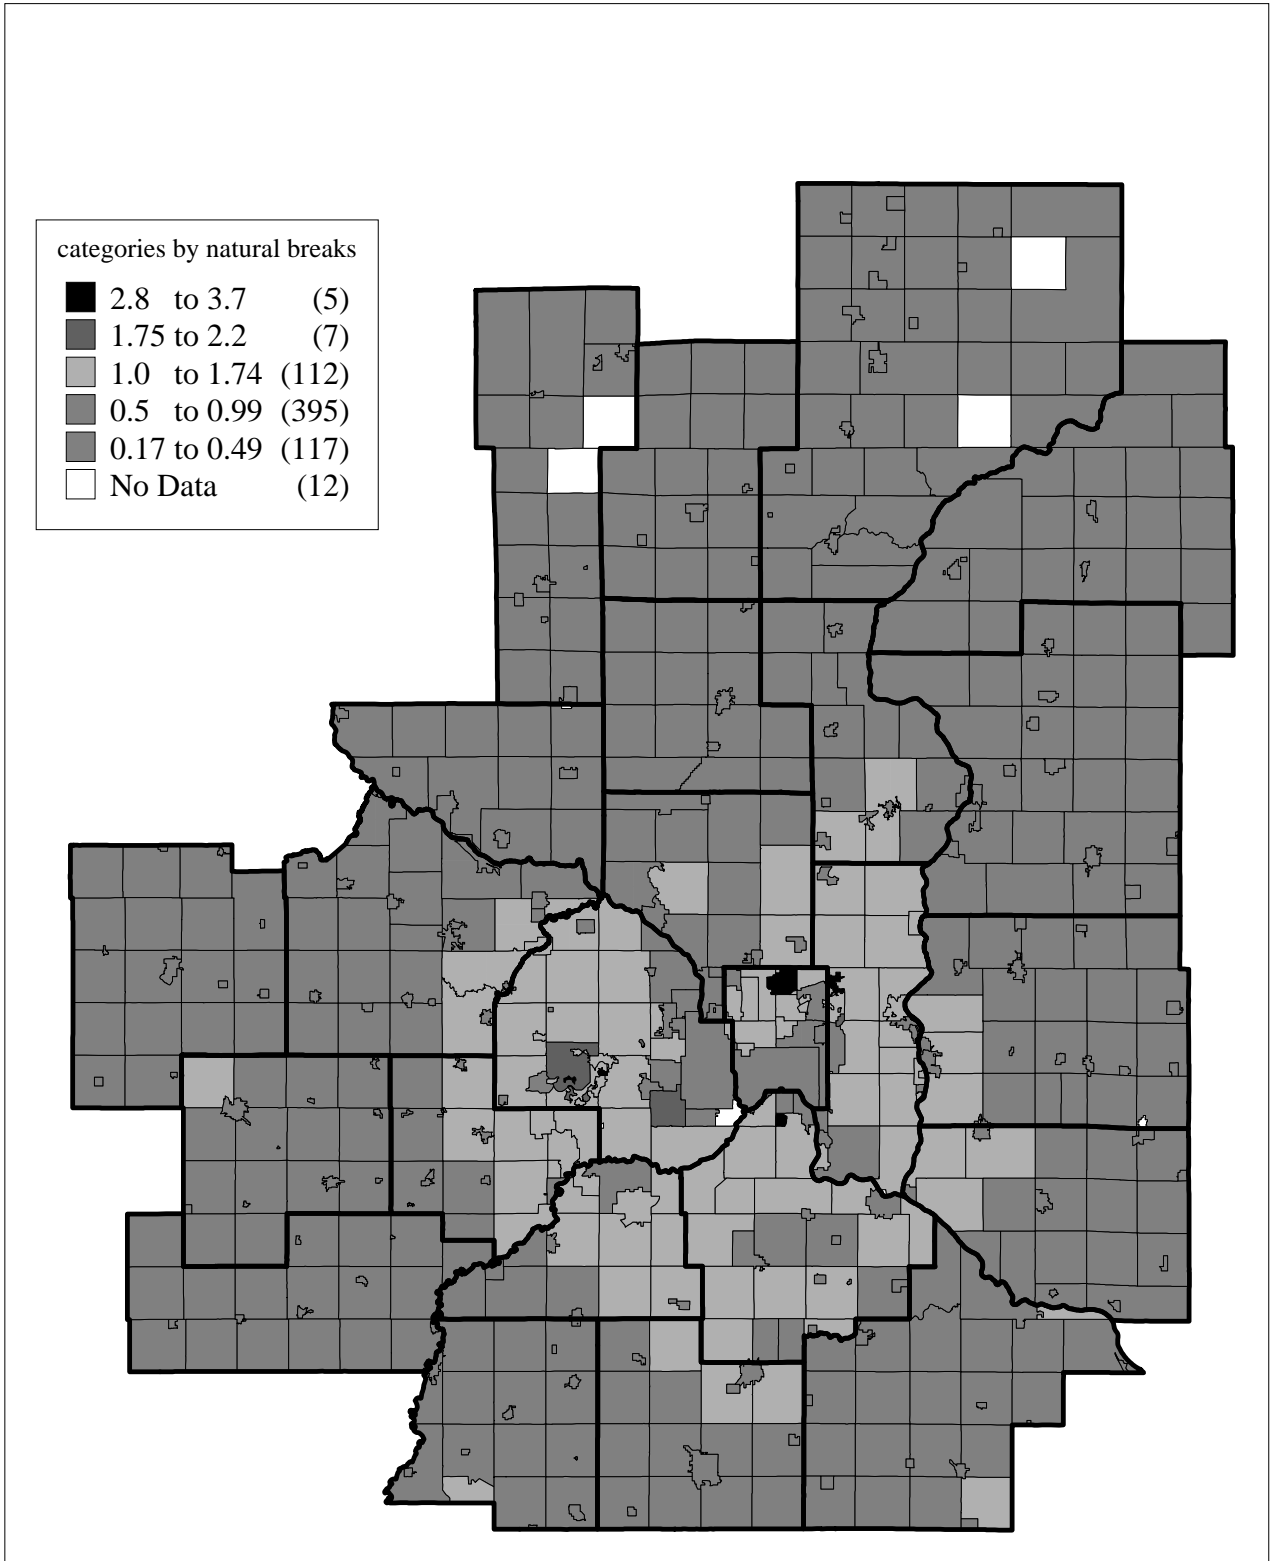 categories by natural breaks
2.8 to 3.7 (5)
1.75 to 2.2 (7)
1.0 to 1.74 (112)
0.5 to 0.99 (395)
0.17 to 0.49 (117)
No Data (12)